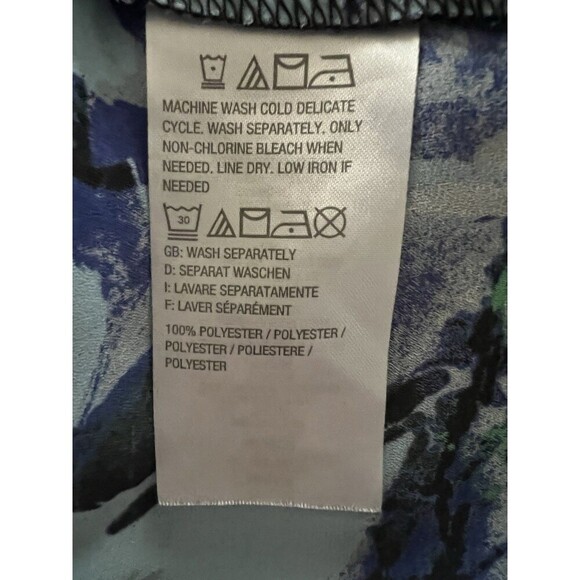 MACHINE WASH COLD DELICATE
CYCLE. WASH SEPARATELY. ONLY
NON-CHLORINE BLEACH WHEN
NEEDED. LINE DRY. LOW IRON IF
NEEDED
30
GB: WASH SEPARATELY
D: SEPARAT WASCHEN
I: LAVARE SEPARATAMENTE
F: LAVER SÉPARÉMENT
100% POLYESTER / POLYESTER /
POLYESTER / POLIESTERE /
POLYESTER